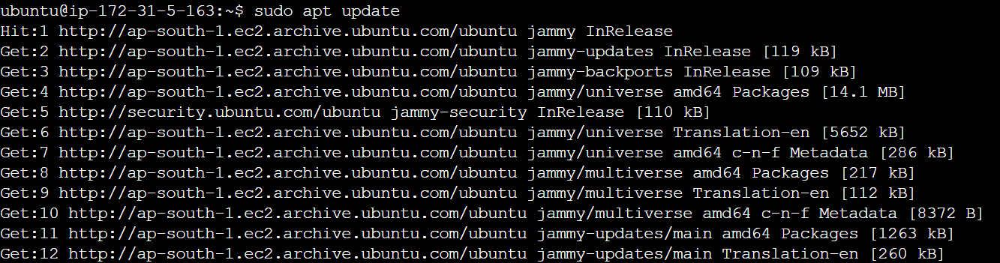 ubuntu@ip-172-31-5-163:~$ sudo apt update
Hit:1 http://ap-south-1.ec2.archive.ubuntu.com/ubuntu jammy InRelease
Get:2 http://ap-south-1.ec2.archive.ubuntu.com/ubuntu jammy-updates InRelease [119 kB]
Get:3 http://ap-south-1.ec2.archive.ubuntu.com/ubuntu jammy-backports InRelease [109 kB]
Get:4 http://ap-south-1.ec2.archive.ubuntu.com/ubuntu jammy/universe amd64 Packages [14.1 MB]
Get:5 http://security.ubuntu.com/ubuntu jammy-security InRelease [110 kB]
Get:6 http://ap-south-1.ec2.archive.ubuntu.com/ubuntu jammy/universe Translation-en [5652 kB]
Get:7 http://ap-south-1.ec2.archive.ubuntu.com/ubuntu jammy/universe amd64 c-n-f Metadata [286 kB]
Get:8 http://ap-south-1.ec2.archive.ubuntu.com/ubuntu jammy/multiverse amd64 Packages [217 kB]
Get:9 http://ap-south-1.ec2.archive.ubuntu.com/ubuntu jammy/multiverse Translation-en [112 kB]
Get:10 http://ap-south-1.ec2.archive.ubuntu.com/ubuntu jammy/multiverse amd64 c-n-f Metadata [8372 B]
Get:11 http://ap-south-1.ec2.archive.ubuntu.com/ubuntu jammy-updates/main amd64 Packages [1263 kB]
Get:12 http://ap-south-1.ec2.archive.ubuntu.com/ubuntu jammy-updates/main Translation-en [260 kB]